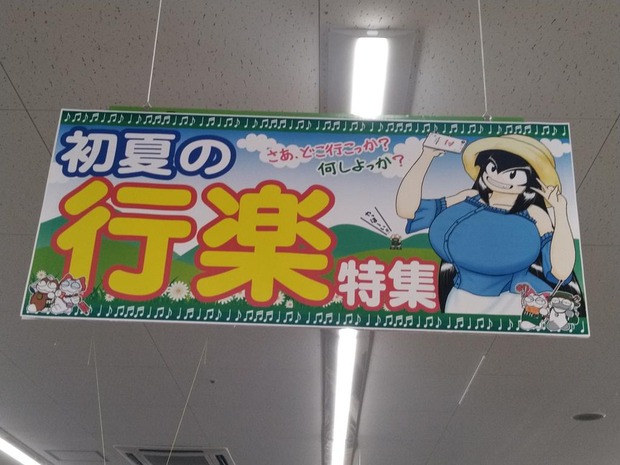 初夏の
行楽
特集
さあ、どこ行こっか?
何しよっか?